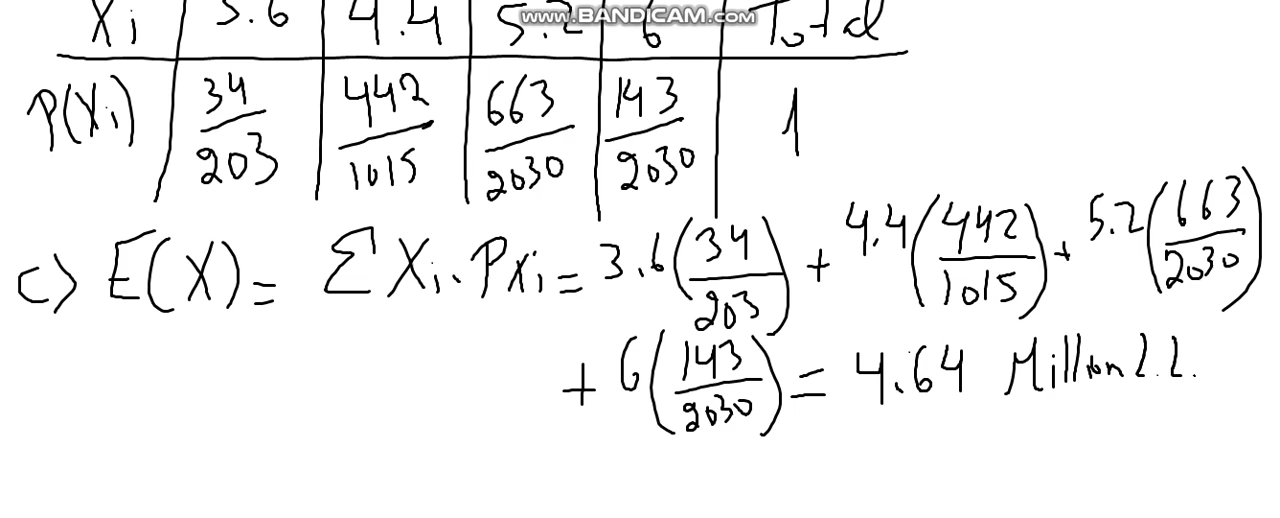 www.BANDICAM.com
Xi 3.6 4.4 5.2 6 Total
P(Xi) 34/203 442/1015 663/2030 143/2030 1
c) E(X) = Σ Xi . Pxi = 3.6(34/203) + 4.4(442/1015) + 5.2(663/2030)
+ 6(143/2030) = 4.64 Million L.L.